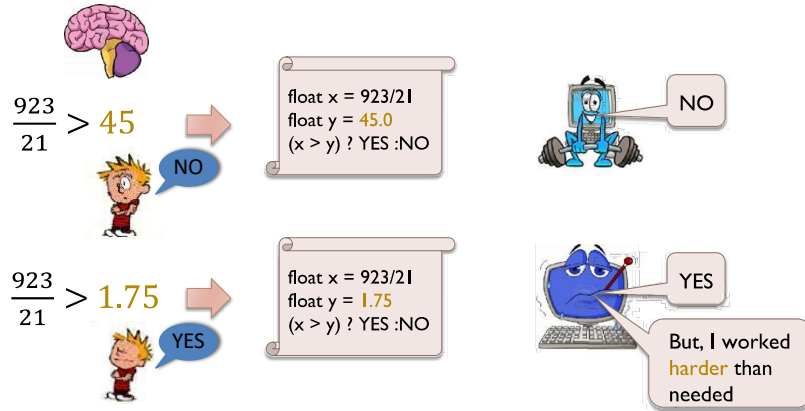 923/21 > 45
NO
float x = 923/21
float y = 45.0
(x > y) ? YES :NO
NO
923/21 > 1.75
YES
float x = 923/21
float y = 1.75
(x > y) ? YES :NO
YES
But, I worked
harder than
needed